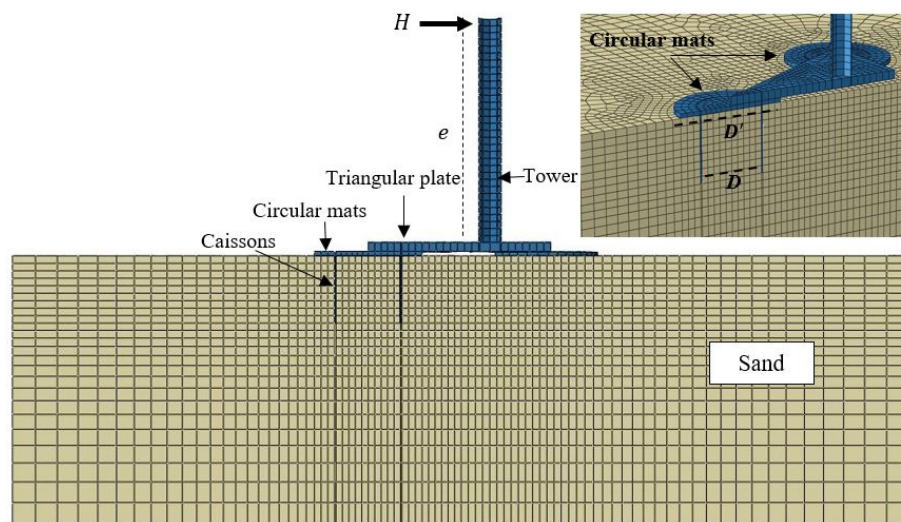 H
e
Triangular plate
Tower
Circular mats
Caissons
Sand
Circular mats
D'
D